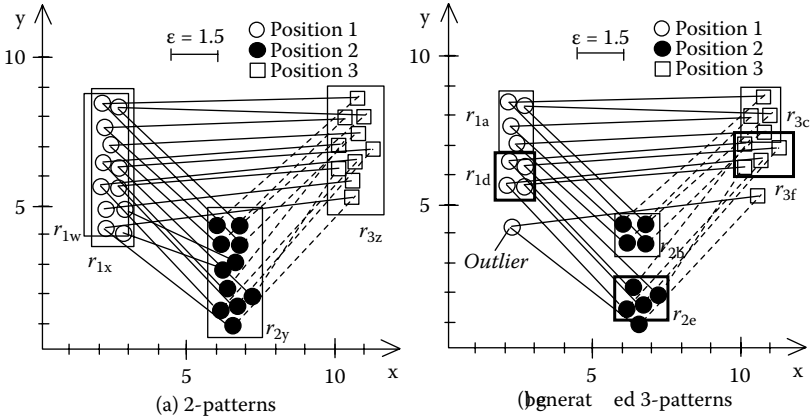 y
ε = 1.5
Position 1
Position 2
Position 3
10
5
r1w
r1x
r2y
r3z
5
10
x
(a) 2-patterns
y
ε = 1.5
Position 1
Position 2
Position 3
10
r1a
r3c
r1d
r3f
5
Outlier
r2b
r2e
5
10
x
ed 3-patterns